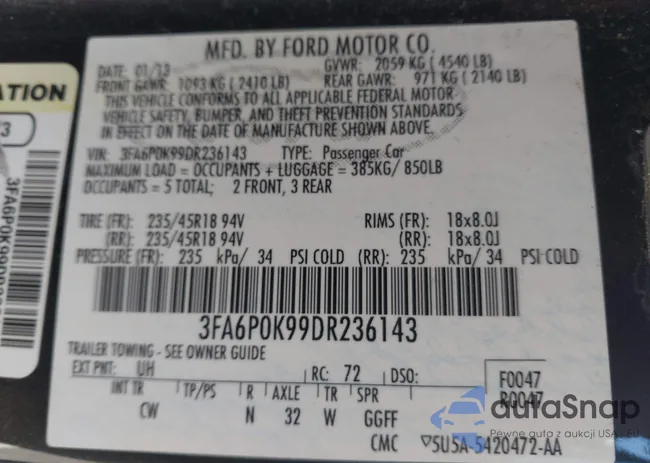 MFD. BY FORD MOTOR CO.
DATE: 01/13 GVWR: 2059 KG (4540 LB)
FRONT GAWR: 1093 KG (2410 LB) REAR GAWR: 971 KG (2140 LB)
THIS VEHICLE CONFORMS TO ALL APPLICABLE FEDERAL MOTOR
VEHICLE SAFETY, BUMPER, AND THEFT PREVENTION STANDARDS
IN EFFECT ON THE DATE OF MANUFACTURE SHOWN ABOVE.
VIN: 3FA6P0K99DR236143 TYPE: Passenger Car
MAXIMUM LOAD = OCCUPANTS + LUGGAGE = 385KG/ 850LB
OCCUPANTS = 5 TOTAL; 2 FRONT, 3 REAR
TIRE (FR): 235/45R18 94V RIMS (FR): 18x8.0J
(RR): 235/45R18 94V (RR): 18x8.0J
PRESSURE (FR): 235 kPa/ 34 PSI COLD (RR): 235 kPa/ 34 PSI COLD
3FA6P0K99DR236143
TRAILER TOWING - SEE OWNER GUIDE
EXT PNT: UH RC: 72 DSO: F0047
R0047
INT TR TP/PS R AXLE TR SPR
CW N 32 W GGFF
CMC ▽5U5A-5420472-AA
ATION
3FA6P0K99DR
autoSnap
Pewne auta z aukcji USA - EU